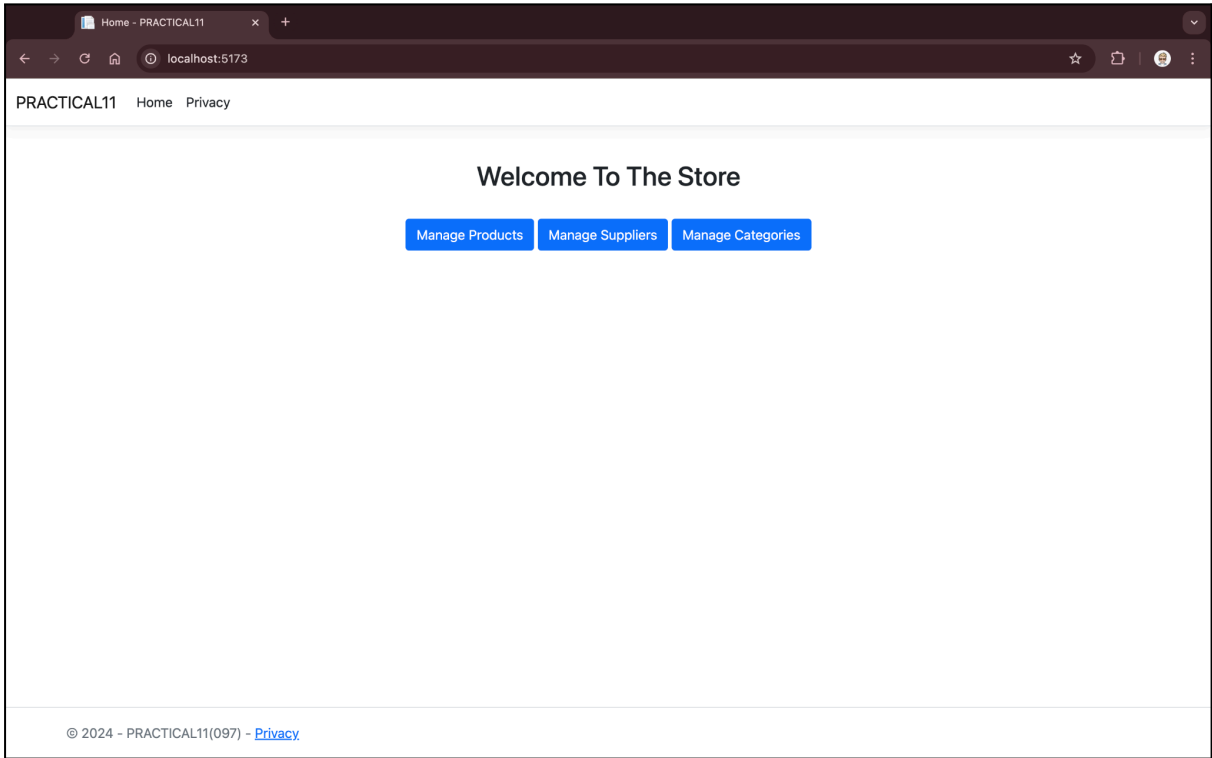 Home - PRACTICAL11
localhost:5173
PRACTICAL11 Home Privacy
Welcome To The Store
Manage Products Manage Suppliers Manage Categories
© 2024 - PRACTICAL11(097) - Privacy